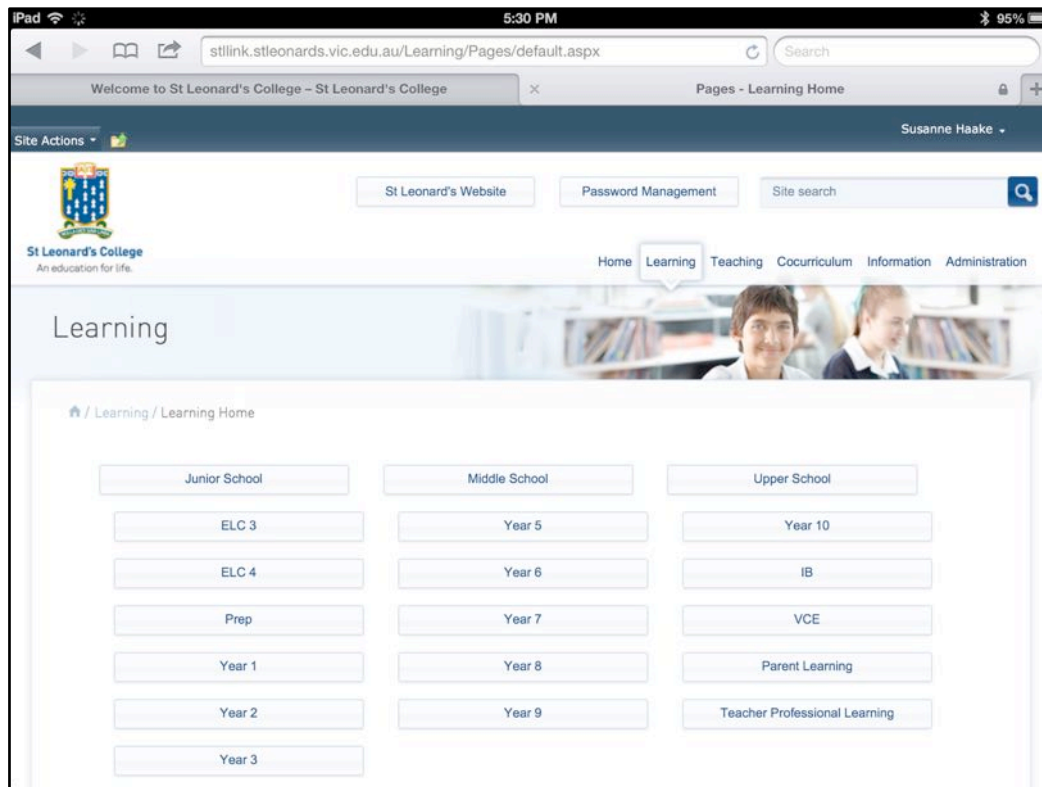 iPad 5:30 PM 95%
stllink.stleonards.vic.edu.au/Learning/Pages/default.aspx Search
Welcome to St Leonard's College – St Leonard's College Pages - Learning Home
Site Actions Susanne Haake
St Leonard's Website Password Management Site search
St Leonard's College
An education for life.
Home Learning Teaching Cocurriculum Information Administration
Learning
/ Learning / Learning Home
Junior School Middle School Upper School
ELC 3 Year 5 Year 10
ELC 4 Year 6 IB
Prep Year 7 VCE
Year 1 Year 8 Parent Learning
Year 2 Year 9 Teacher Professional Learning
Year 3